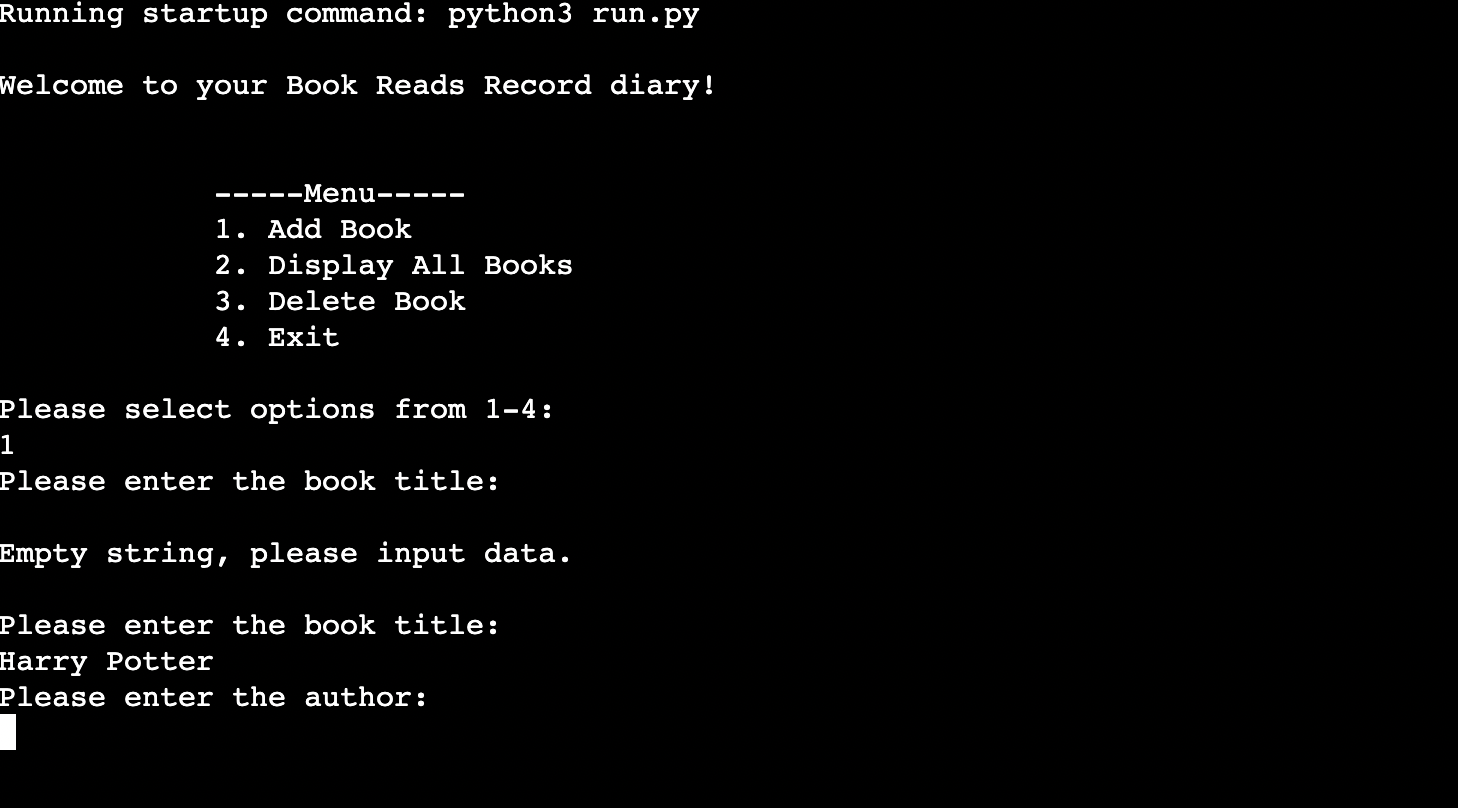 Running startup command: python3 run.py
Welcome to your Book Reads Record diary!
-----Menu-----
1. Add Book
2. Display All Books
3. Delete Book
4. Exit
Please select options from 1-4:
1
Please enter the book title:
Empty string, please input data.
Please enter the book title:
Harry Potter
Please enter the author: